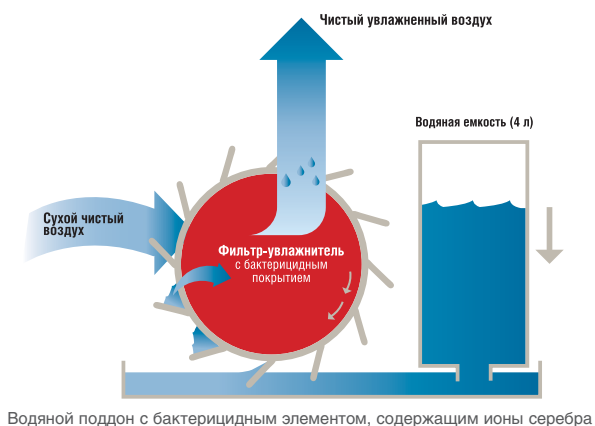 Чистый увлажненный воздух
Водяная емкость (4 л)
Сухой чистый
воздух
Фильтр-увлажнитель
с бактерицидным
покрытием
Водяной поддон с бактерицидным элементом, содержащим ионы серебра